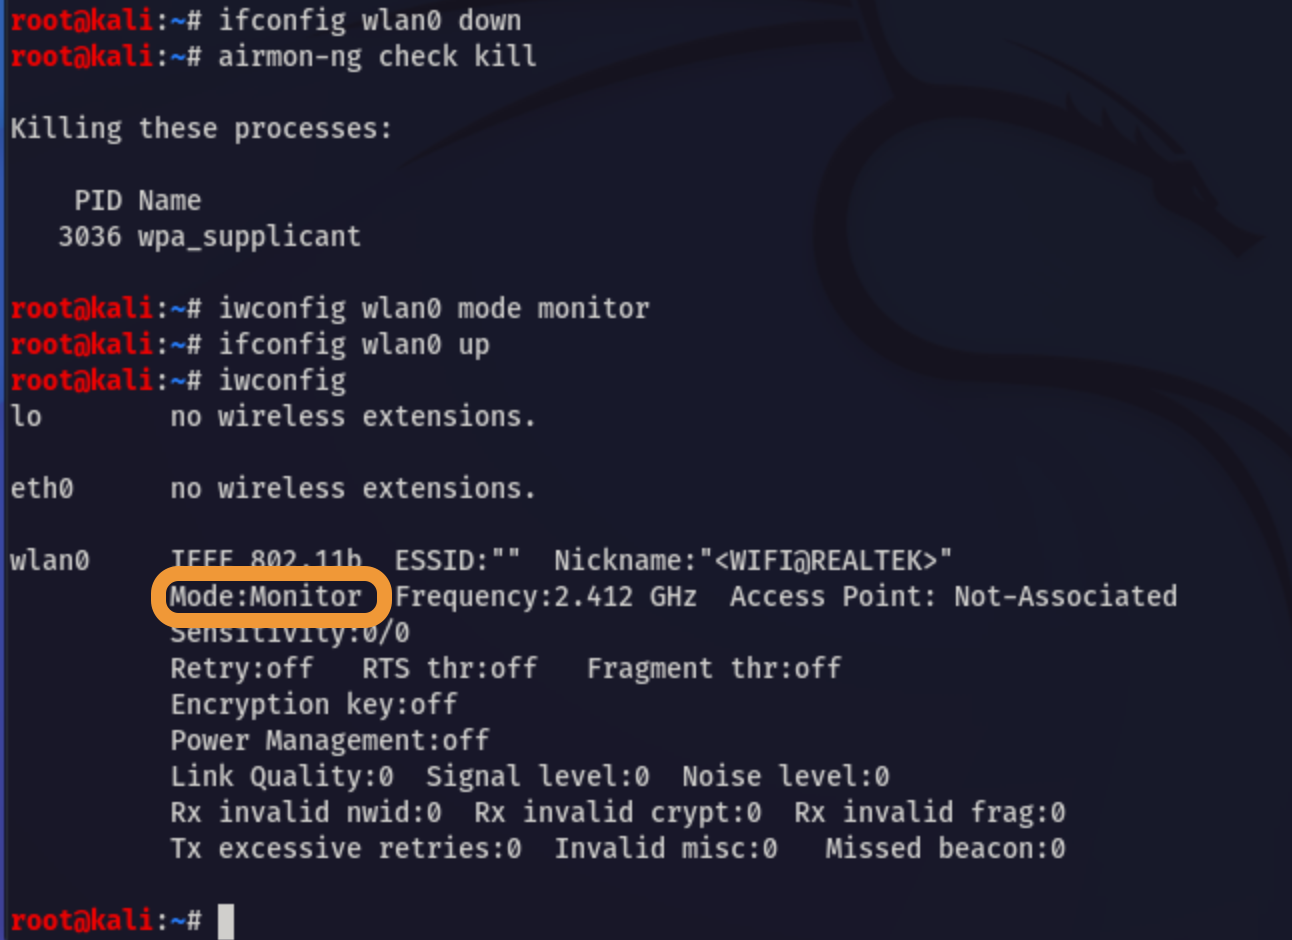 root@kali:~# ifconfig wlan0 down
root@kali:~# airmon-ng check kill
Killing these processes:
PID Name
3036 wpa_supplicant
root@kali:~# iwconfig wlan0 mode monitor
root@kali:~# ifconfig wlan0 up
root@kali:~# iwconfig
lo no wireless extensions.
eth0 no wireless extensions.
wlan0 IEEE 802.11b ESSID:"" Nickname:"<WIFI@REALTEK>"
Mode:Monitor Frequency:2.412 GHz Access Point: Not-Associated
Sensitivity:0/0
Retry:off RTS thr:off Fragment thr:off
Encryption key:off
Power Management:off
Link Quality:0 Signal level:0 Noise level:0
Rx invalid nwid:0 Rx invalid crypt:0 Rx invalid frag:0
Tx excessive retries:0 Invalid misc:0 Missed beacon:0
root@kali:~#